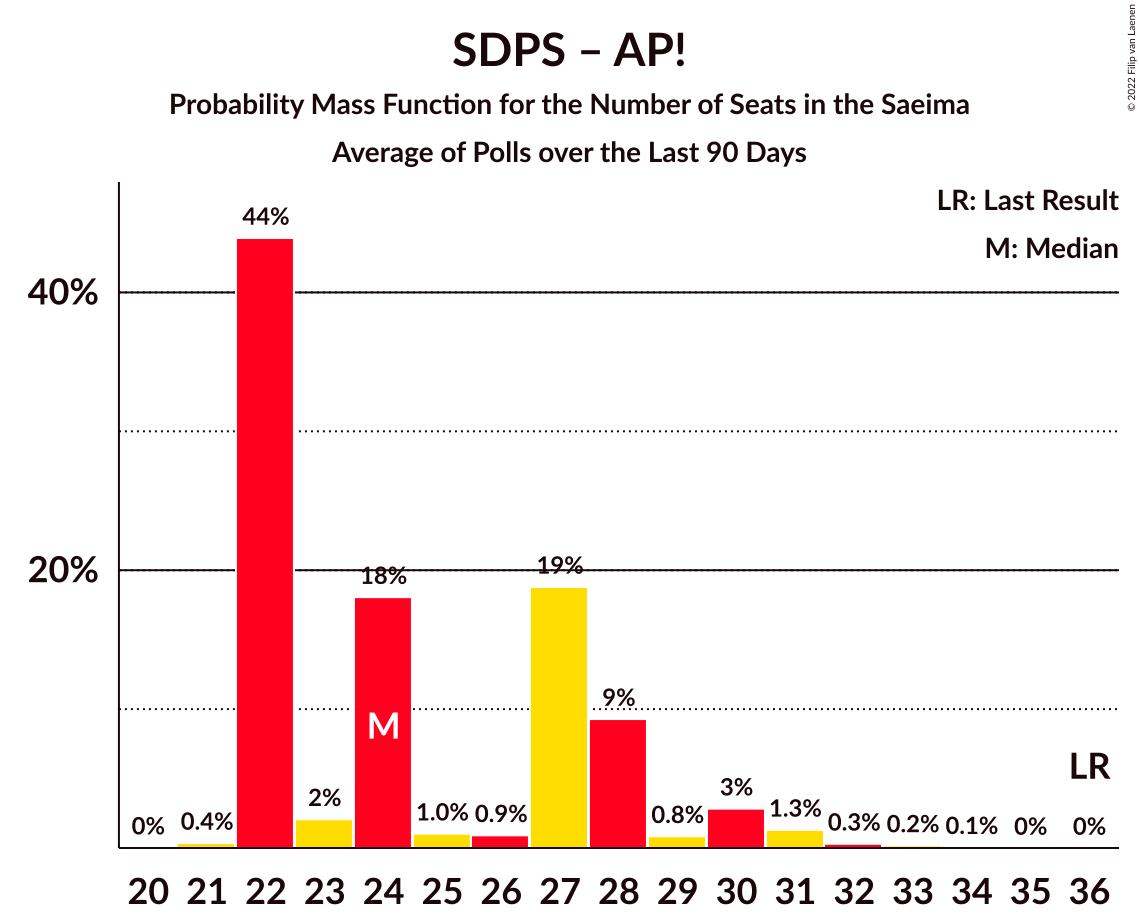 SDPS – AP!
Probability Mass Function for the Number of Seats in the Saeima
Average of Polls over the Last 90 Days
© 2022 Filip van Laenen
LR: Last Result
M: Median
40%
20%
0% 0.4% 44% 2% 18% 1.0% 0.9% 19% 9% 0.8% 3% 1.3% 0.3% 0.2% 0.1% 0% 0%
M
LR
20 21 22 23 24 25 26 27 28 29 30 31 32 33 34 35 36